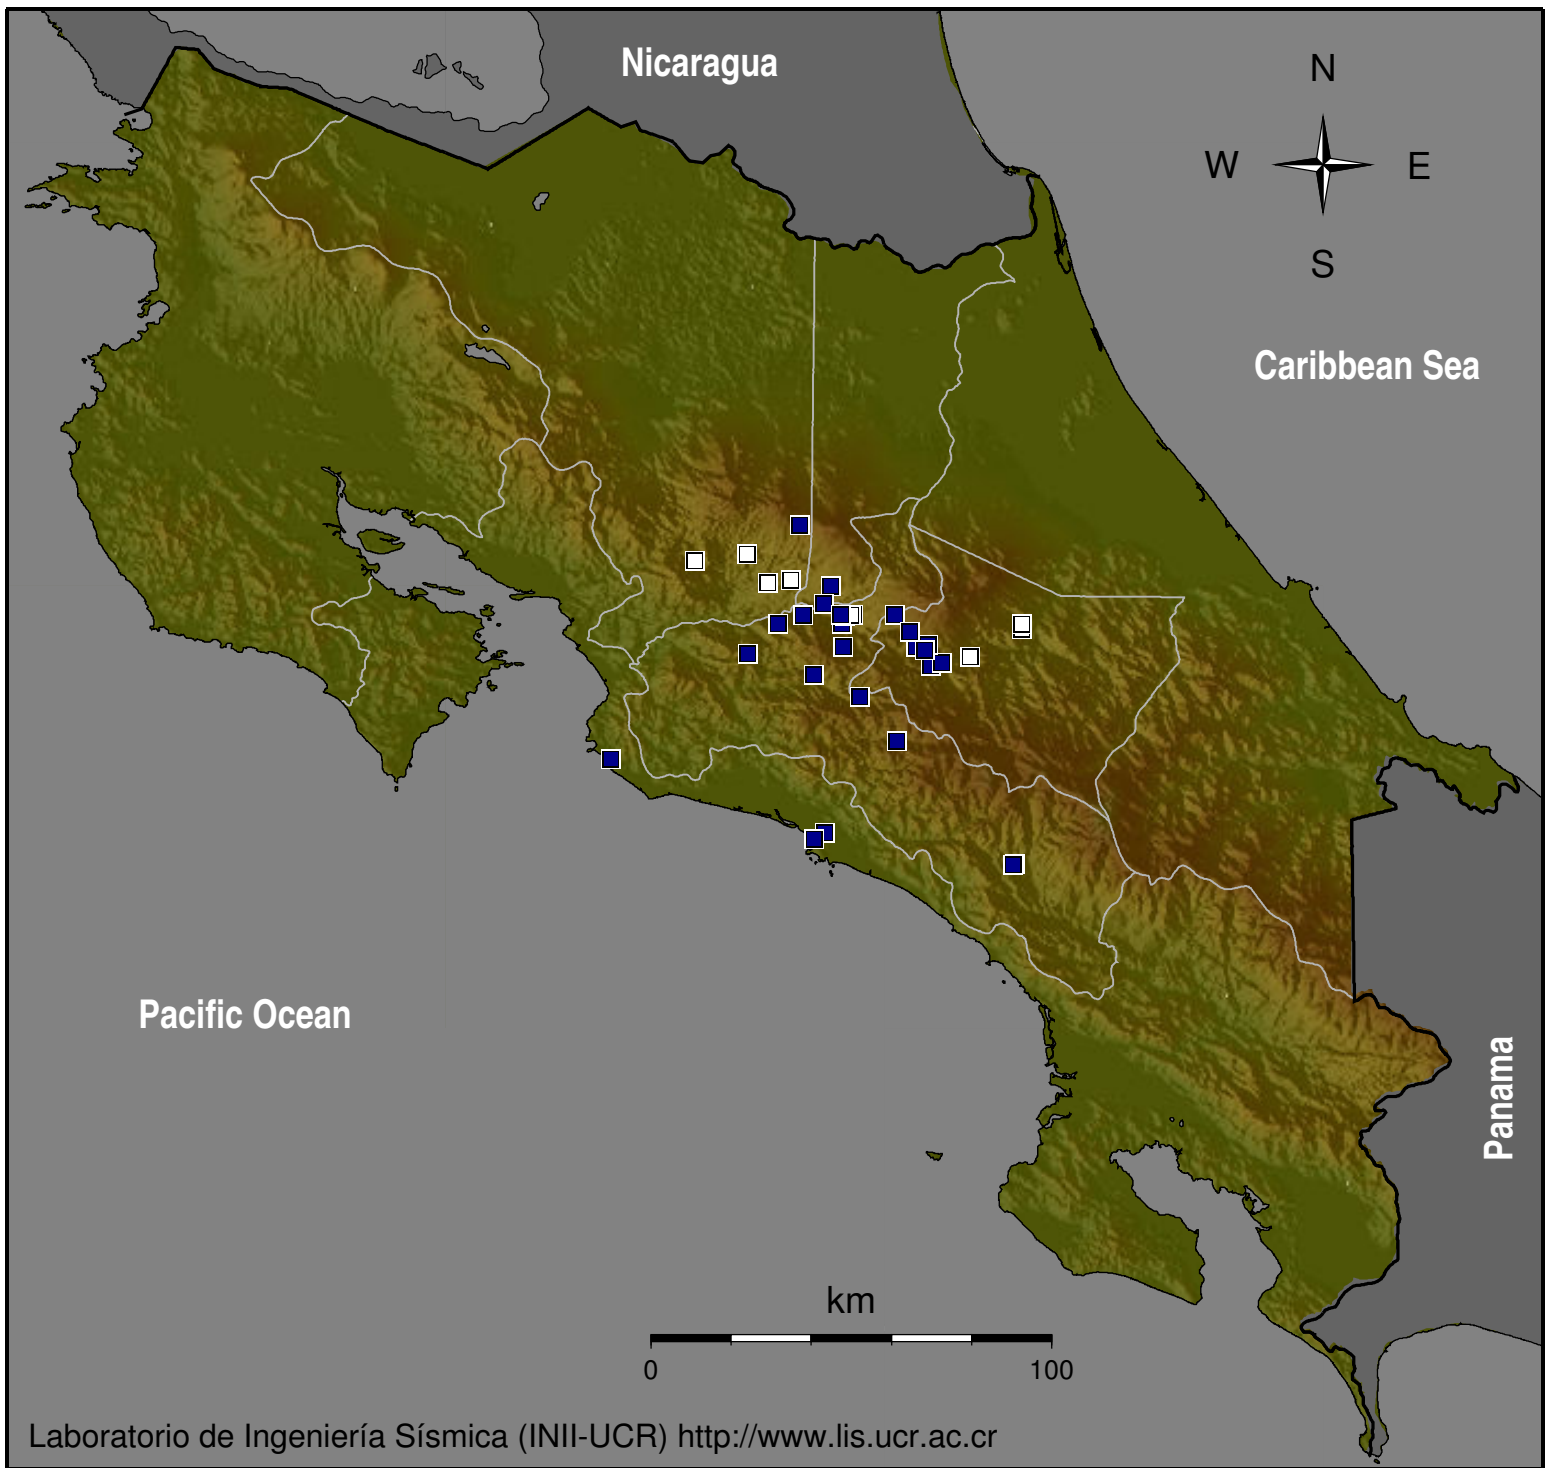 Nicaragua
N
W
E
S
Caribbean Sea
Pacific Ocean
Panama
km
0
100
Laboratorio de Ingeniería Sísmica (INII-UCR) http://www.lis.ucr.ac.cr